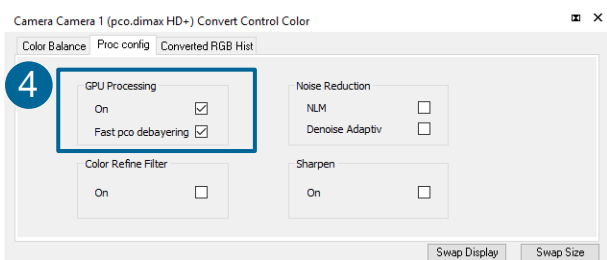 Camera Camera 1 (pco.dimax HD+) Convert Control Color
Color Balance Proc config Converted RGB Hist
4
GPU Processing
On
Fast pco debayering
Noise Reduction
NLM
Denoise Adaptiv
Color Refine Filter
On
Sharpen
On
Swap Display Swap Size